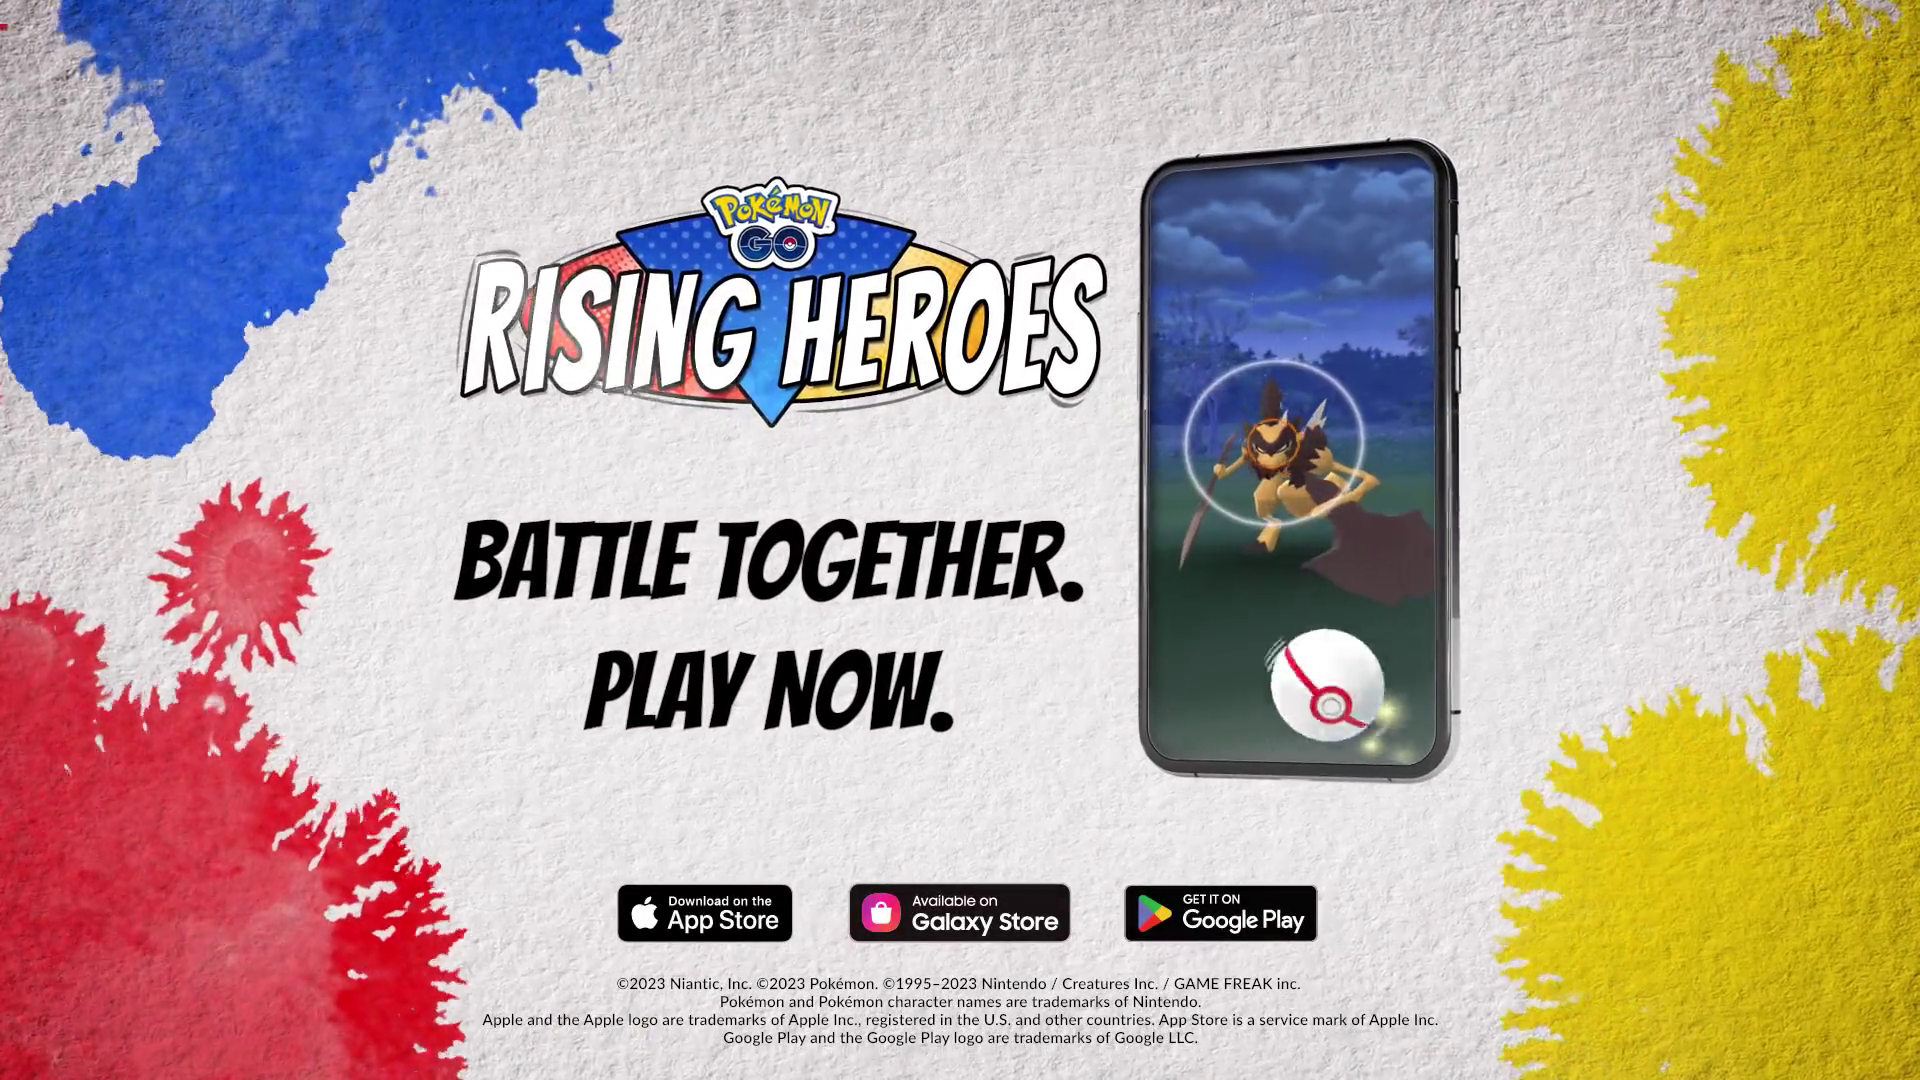 POKéMON
GO
RISING HEROES
BATTLE TOGETHER.
PLAY NOW.
Download on the
App Store
Available on
Galaxy Store
GET IT ON
Google Play
©2023 Niantic, Inc. ©2023 Pokémon. ©1995–2023 Nintendo / Creatures Inc. / GAME FREAK inc.
Pokémon and Pokémon character names are trademarks of Nintendo.
Apple and the Apple logo are trademarks of Apple Inc., registered in the U.S. and other countries. App Store is a service mark of Apple Inc.
Google Play and the Google Play logo are trademarks of Google LLC.